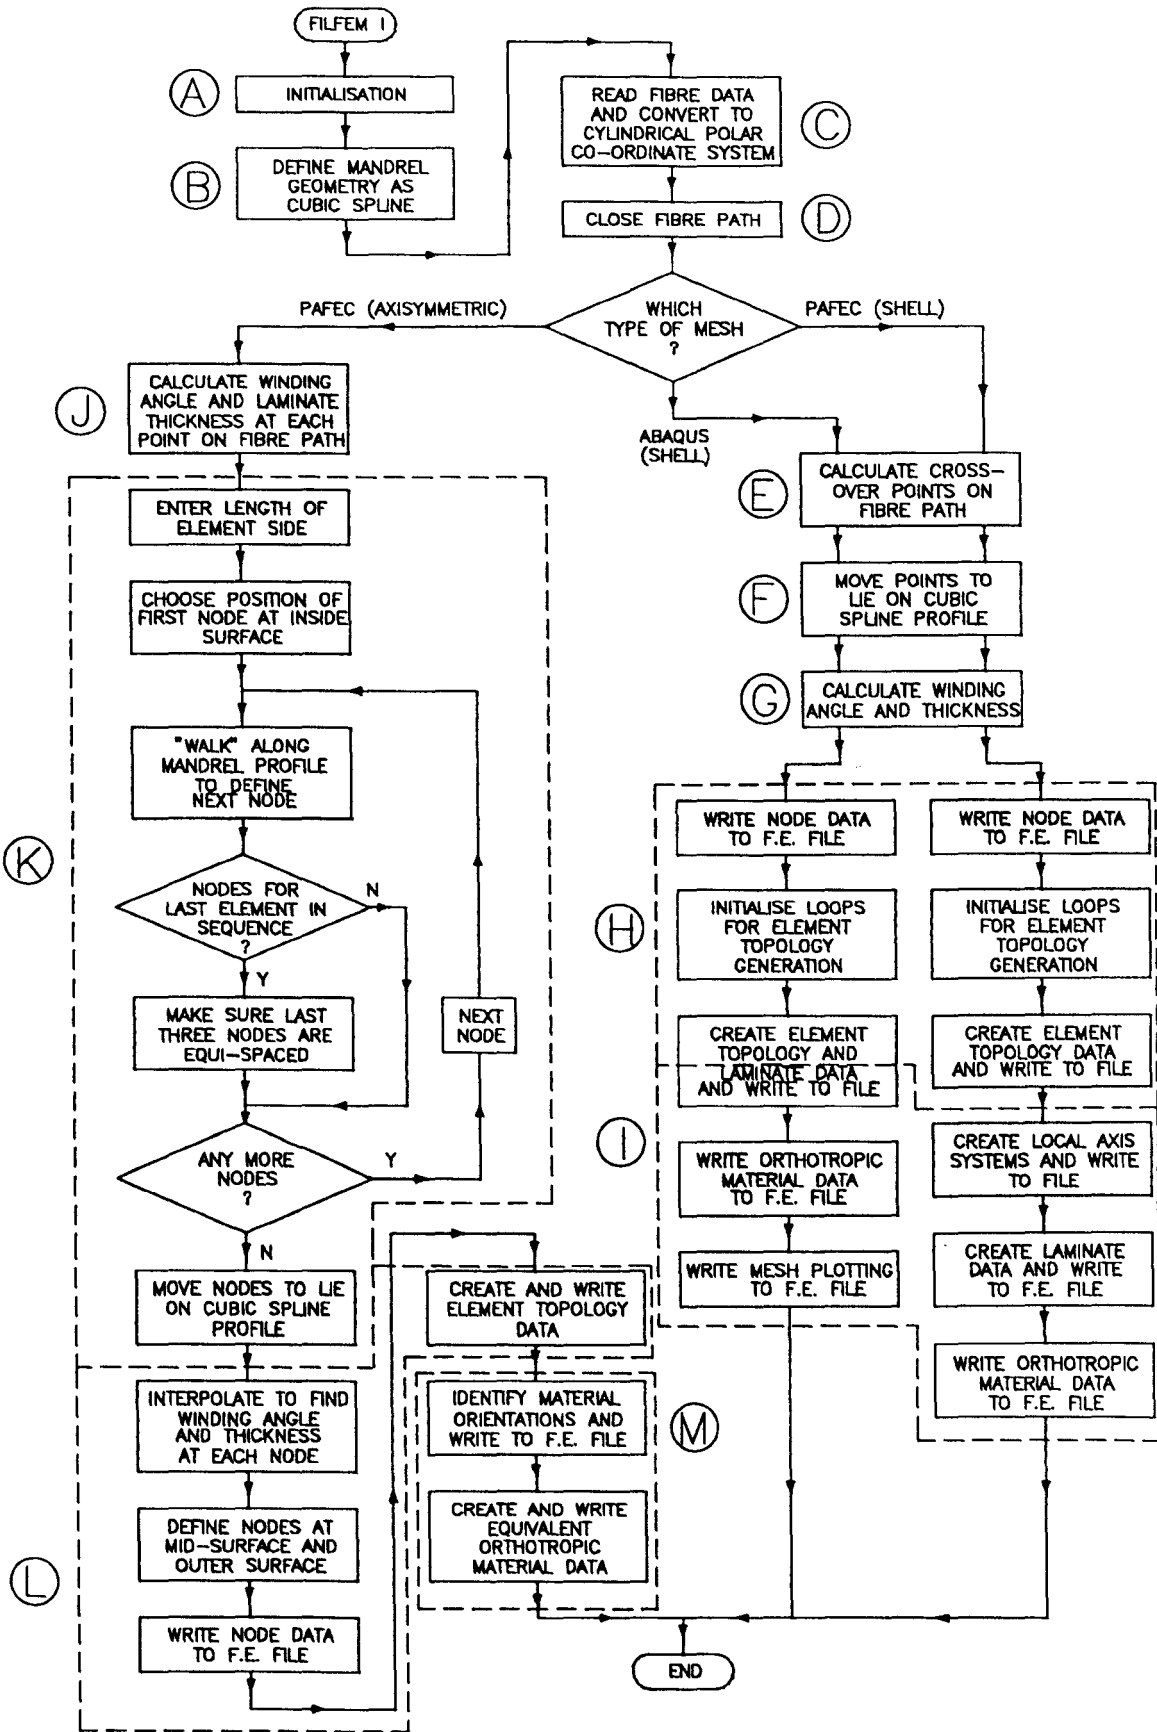 FILFEM 1
A
INITIALISATION
B
DEFINE MANDREL
GEOMETRY AS
CUBIC SPLINE
READ FIBRE DATA
AND CONVERT TO
CYLINDRICAL POLAR
CO-ORDINATE SYSTEM
C
CLOSE FIBRE PATH
D
WHICH
TYPE OF MESH
?
PAFEC (AXISYMMETRIC)
PAFEC (SHELL)
ABAQUS
(SHELL)
J
CALCULATE WINDING
ANGLE AND LAMINATE
THICKNESS AT EACH
POINT ON FIBRE PATH
K
ENTER LENGTH OF
ELEMENT SIDE
CHOOSE POSITION OF
FIRST NODE AT INSIDE
SURFACE
"WALK" ALONG
MANDREL PROFILE
TO DEFINE
NEXT NODE
NODES FOR
LAST ELEMENT IN
SEQUENCE
?
N
Y
MAKE SURE LAST
THREE NODES ARE
EQUI-SPACED
NEXT
NODE
ANY MORE
NODES
?
Y
N
MOVE NODES TO LIE
ON CUBIC SPLINE
PROFILE
L
INTERPOLATE TO FIND
WINDING ANGLE
AND THICKNESS
AT EACH NODE
DEFINE NODES AT
MID-SURFACE AND
OUTER SURFACE
WRITE NODE DATA
TO F.E. FILE
CREATE AND WRITE
ELEMENT TOPOLOGY
DATA
M
IDENTIFY MATERIAL
ORIENTATIONS AND
WRITE TO F.E. FILE
CREATE AND WRITE
EQUIVALENT
ORTHOTROPIC
MATERIAL DATA
E
CALCULATE CROSS-
OVER POINTS ON
FIBRE PATH
F
MOVE POINTS TO
LIE ON CUBIC
SPLINE PROFILE
G
CALCULATE WINDING
ANGLE AND THICKNESS
H
WRITE NODE DATA
TO F.E. FILE
INITIALISE LOOPS
FOR ELEMENT
TOPOLOGY
GENERATION
CREATE ELEMENT
TOPOLOGY AND
LAMINATE DATA
AND WRITE TO FILE
I
WRITE ORTHOTROPIC
MATERIAL DATA
TO F.E. FILE
WRITE MESH PLOTTING
TO F.E. FILE
WRITE NODE DATA
TO F.E. FILE
INITIALISE LOOPS
FOR ELEMENT
TOPOLOGY
GENERATION
CREATE ELEMENT
TOPOLOGY DATA
AND WRITE TO FILE
CREATE LOCAL AXIS
SYSTEMS AND WRITE
TO FILE
CREATE LAMINATE
DATA AND WRITE
TO F.E. FILE
WRITE ORTHOTROPIC
MATERIAL DATA
TO F.E. FILE
END